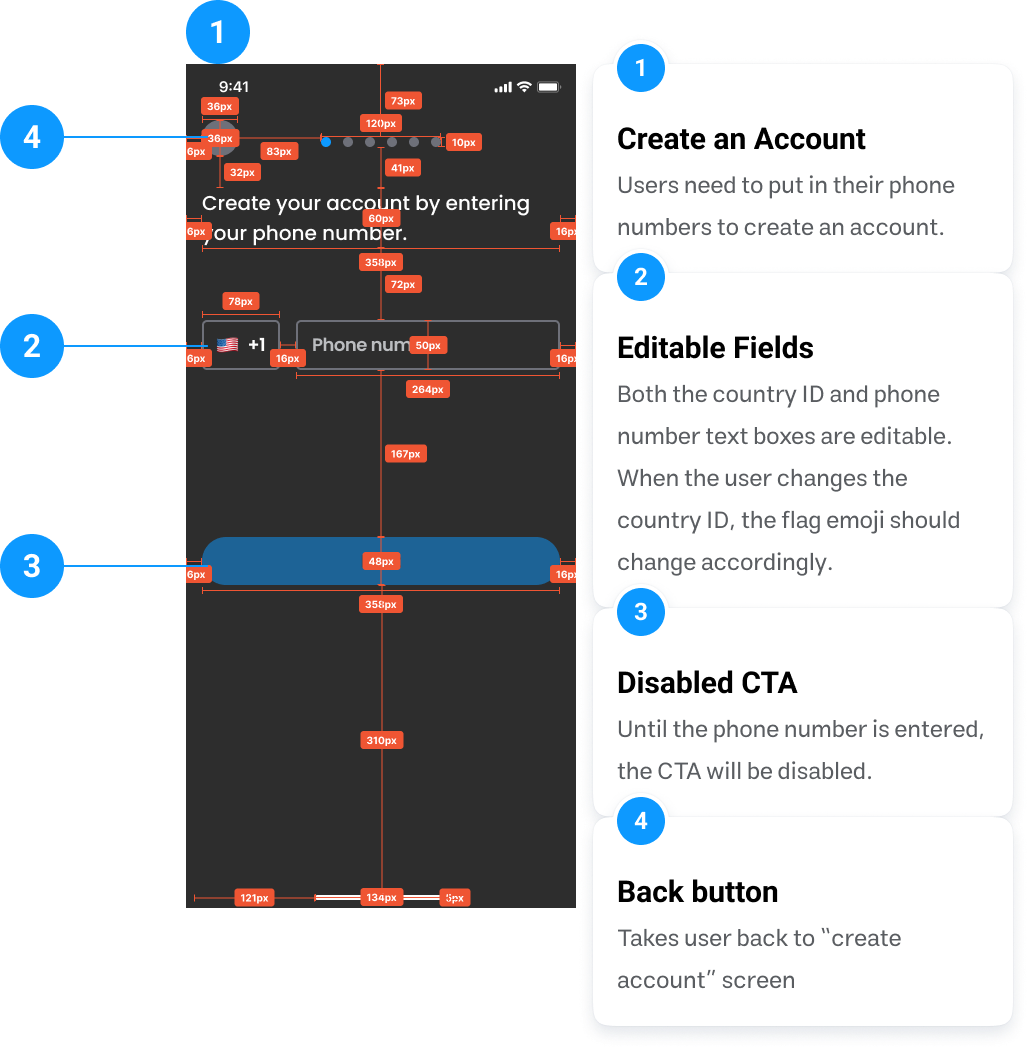 1
9:41
73px
36px
120px
4
36px
10px
6px
83px
41px
32px
Create your account by entering
60px
your phone number.
6px
16px
358px
72px
78px
2
🇺🇸 +1
Phone num
50px
6px
16px
16px
264px
167px
3
48px
6px
16px
358px
310px
121px
134px
5px
1
Create an Account
Users need to put in their phone
numbers to create an account.
2
Editable Fields
Both the country ID and phone
number text boxes are editable.
When the user changes the
country ID, the flag emoji should
change accordingly.
3
Disabled CTA
Until the phone number is entered,
the CTA will be disabled.
4
Back button
Takes user back to “create
account” screen